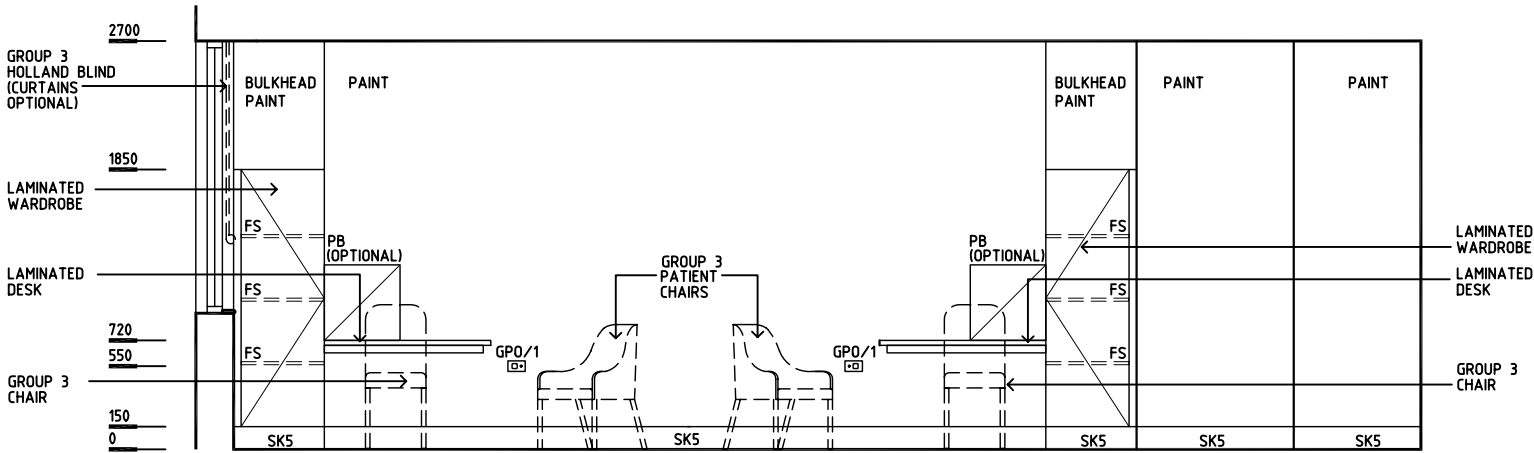 2700
GROUP 3
HOLLAND BLIND
(CURTAINS
OPTIONAL)
BULKHEAD
PAINT
PAINT
BULKHEAD
PAINT
PAINT
PAINT
1850
LAMINATED
WARDROBE
FS
FS
PB
(OPTIONAL)
PB
(OPTIONAL)
LAMINATED
WARDROBE
LAMINATED
DESK
GROUP 3
PATIENT
CHAIRS
LAMINATED
DESK
FS
FS
720
550
FS
GPO/1
GPO/1
FS
GROUP 3
CHAIR
GROUP 3
CHAIR
150
0
SK5
SK5
SK5
SK5
SK5